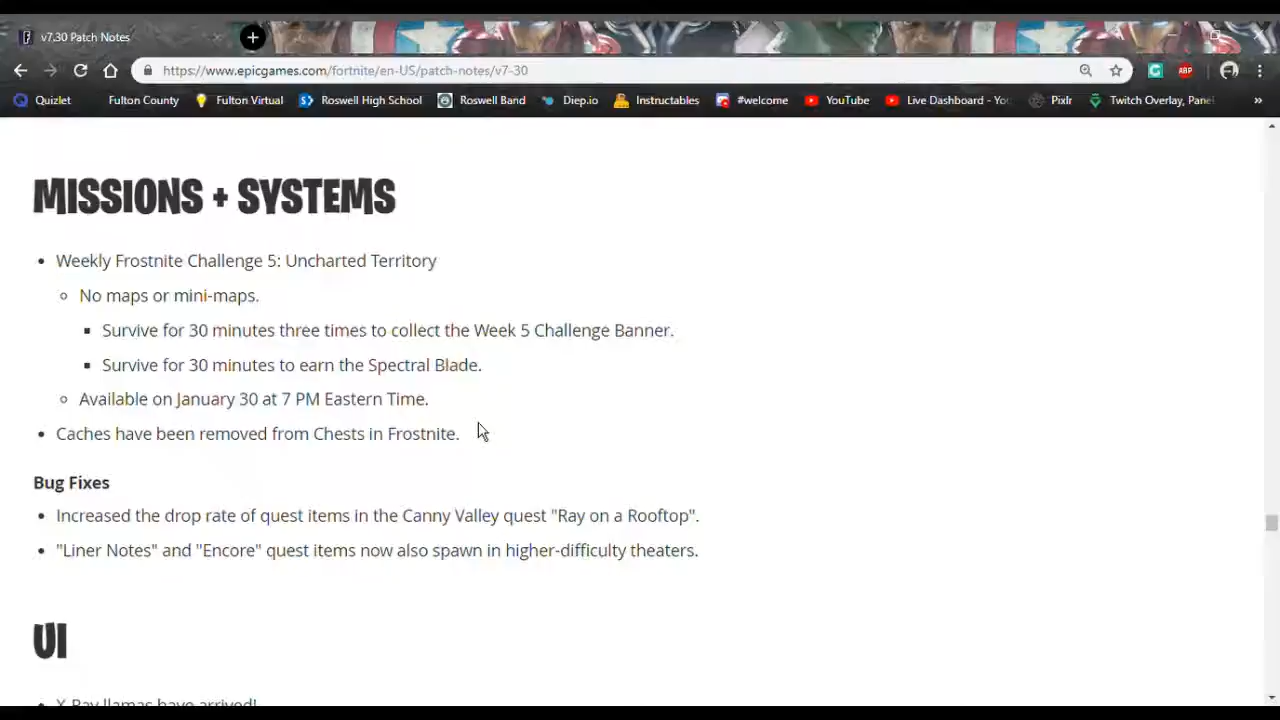 v7.30 Patch Notes
https://www.epicgames.com/fortnite/en-US/patch-notes/v7-30
Quizlet Fulton County Fulton Virtual Roswell High School Roswell Band Diep.io Instructables #welcome YouTube Live Dashboard - Yo Pixlr Twitch Overlay, Pane »
MISSIONS + SYSTEMS
• Weekly Frostnite Challenge 5: Uncharted Territory
No maps or mini-maps.
Survive for 30 minutes three times to collect the Week 5 Challenge Banner.
Survive for 30 minutes to earn the Spectral Blade.
Available on January 30 at 7 PM Eastern Time.
• Caches have been removed from Chests in Frostnite.
Bug Fixes
• Increased the drop rate of quest items in the Canny Valley quest "Ray on a Rooftop".
• "Liner Notes" and "Encore" quest items now also spawn in higher-difficulty theaters.
UI
• X-Ray llamas have arrived!